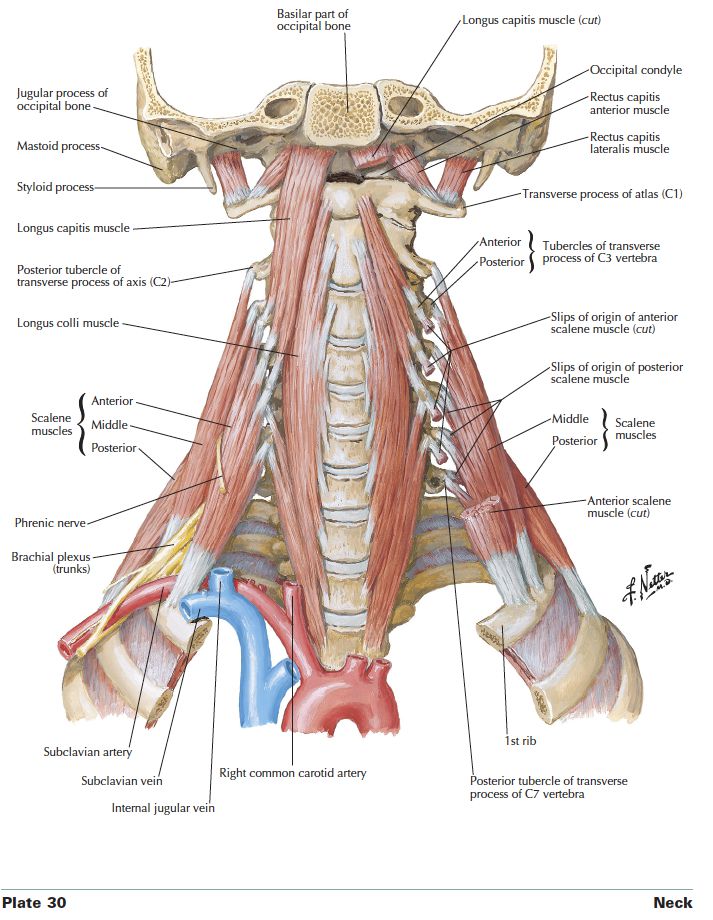 Basilar part of
occipital bone
Longus capitis muscle (cut)
Jugular process of
occipital bone
Occipital condyle
Rectus capitis
anterior muscle
Mastoid process
Rectus capitis
lateralis muscle
Styloid process
Transverse process of atlas (C1)
Longus capitis muscle
Anterior
Posterior
Tubercles of transverse
process of C3 vertebra
Posterior tubercle of
transverse process of axis (C2)
Longus colli muscle
Slips of origin of anterior
scalene muscle (cut)
Slips of origin of posterior
scalene muscle
Scalene
muscles
Anterior
Middle
Posterior
Middle
Posterior
Scalene
muscles
Anterior scalene
muscle (cut)
Phrenic nerve
Brachial plexus
(trunks)
F. Netter
M.D.
Subclavian artery
Subclavian vein
Internal jugular vein
Right common carotid artery
1st rib
Posterior tubercle of transverse
process of C7 vertebra
Plate 30
Neck